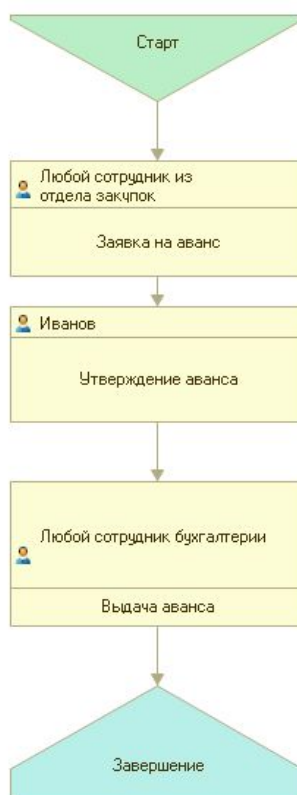 Старт
Любой сотрудник из
отдела закупок
Заявка на аванс
Иванов
Утверждение аванса
Любой сотрудник бухгалтерии
Выдача аванса
Завершение